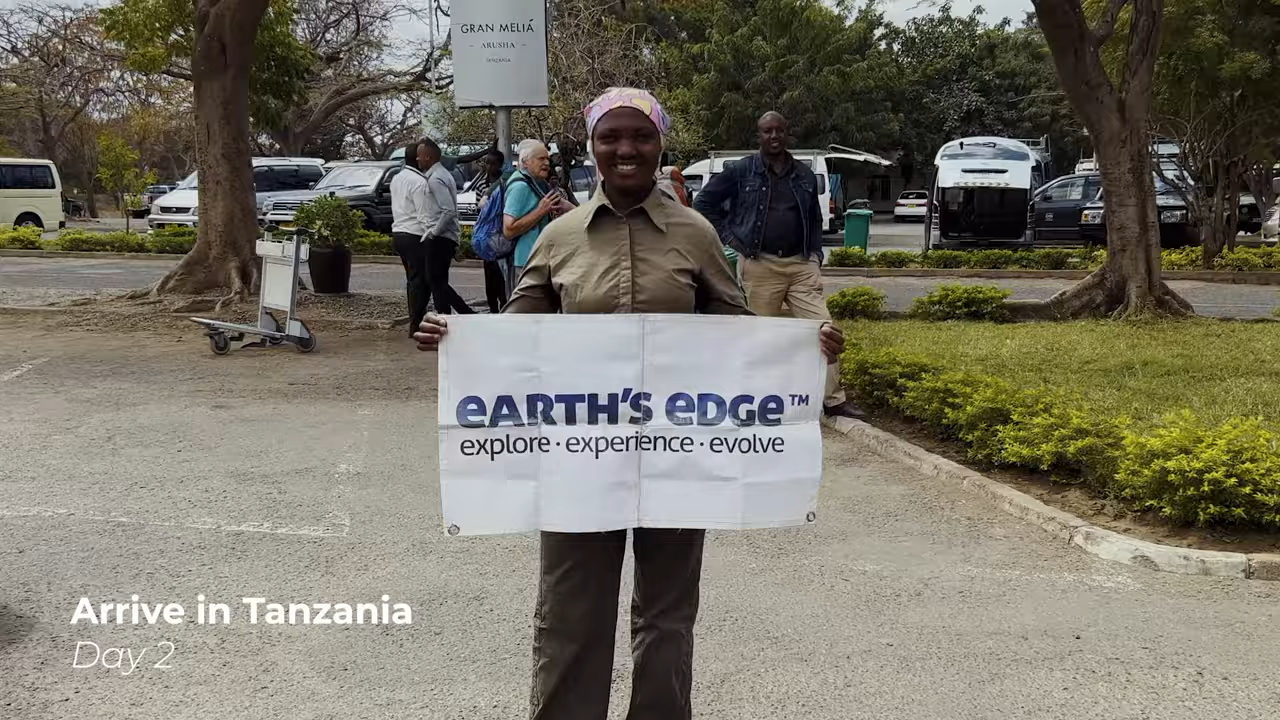 GRAN MELIÁ
– ARUSHA –
TANZANIA
eARTH'S eDGe™
explore · experience · evolve
Arrive in Tanzania
Day 2